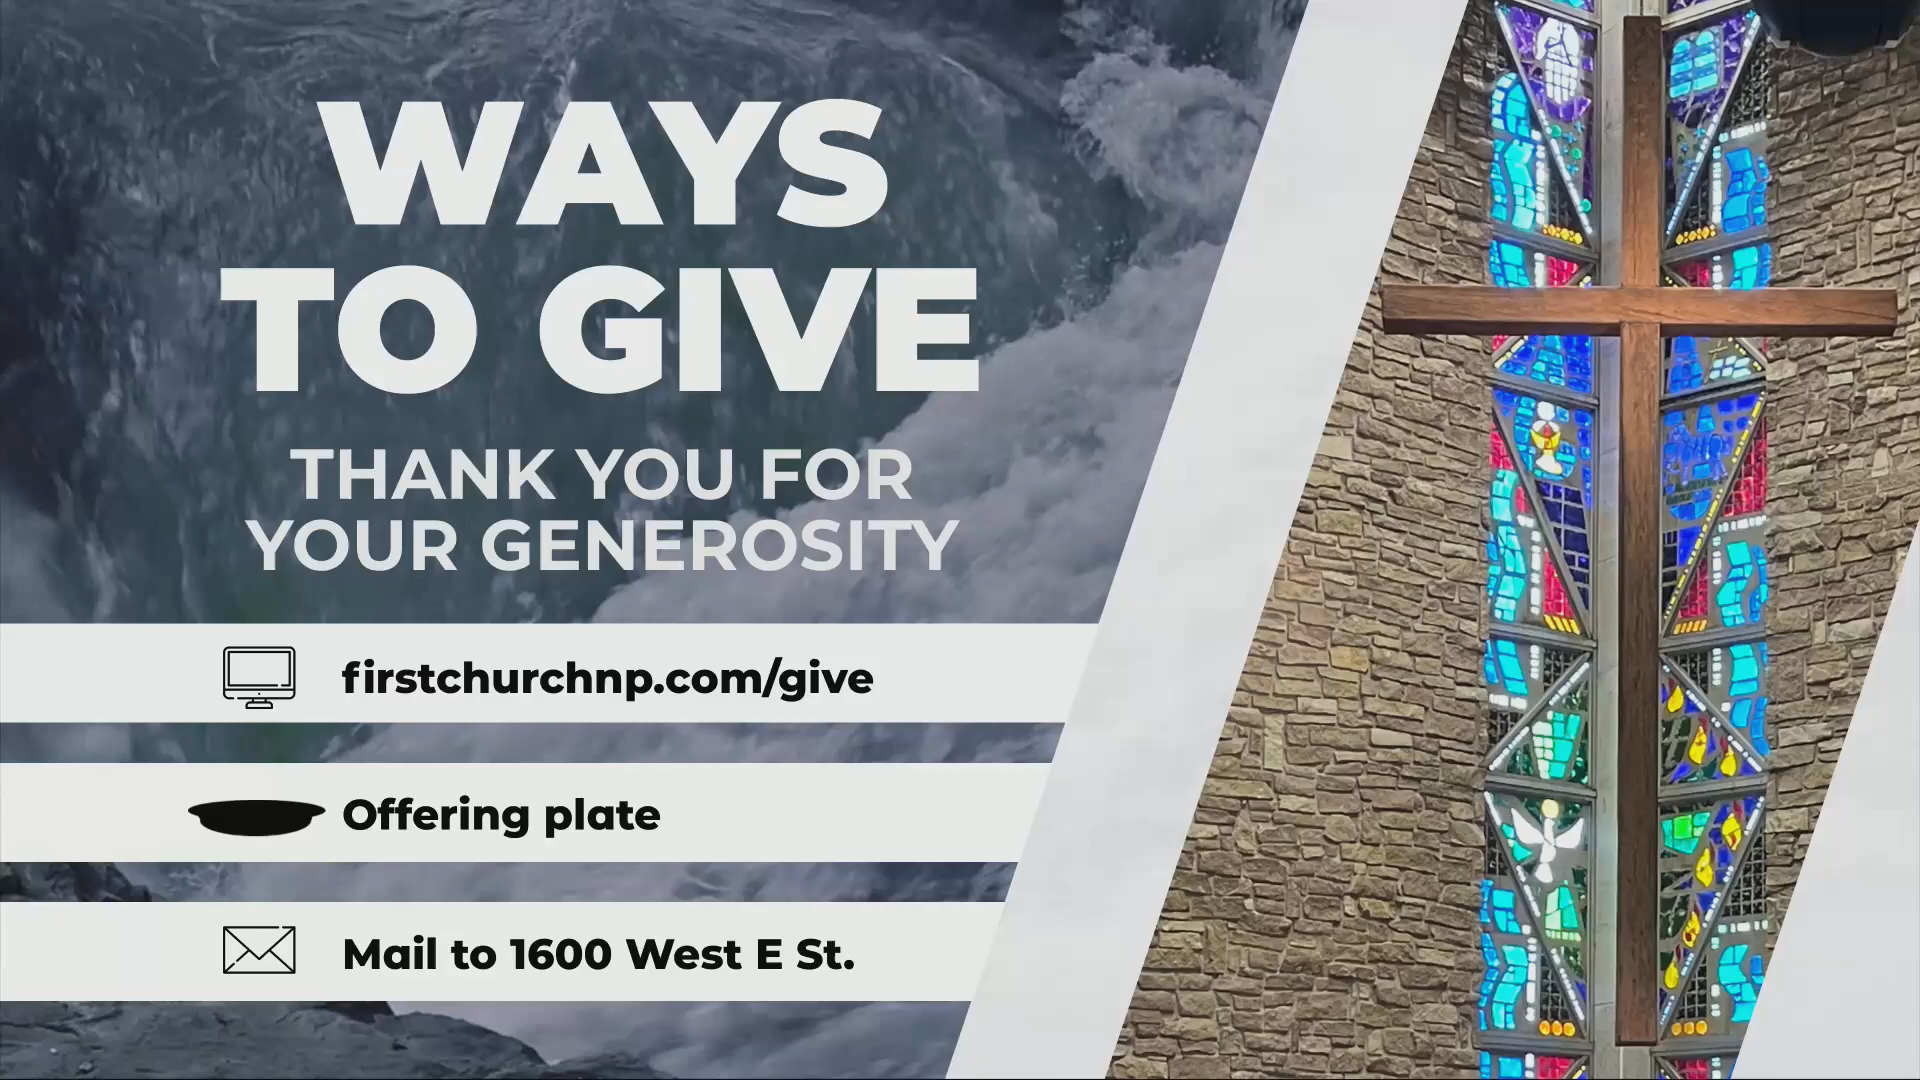 WAYS
TO GIVE
THANK YOU FOR
YOUR GENEROSITY
firstchurchnp.com/give
Offering plate
Mail to 1600 West E St.